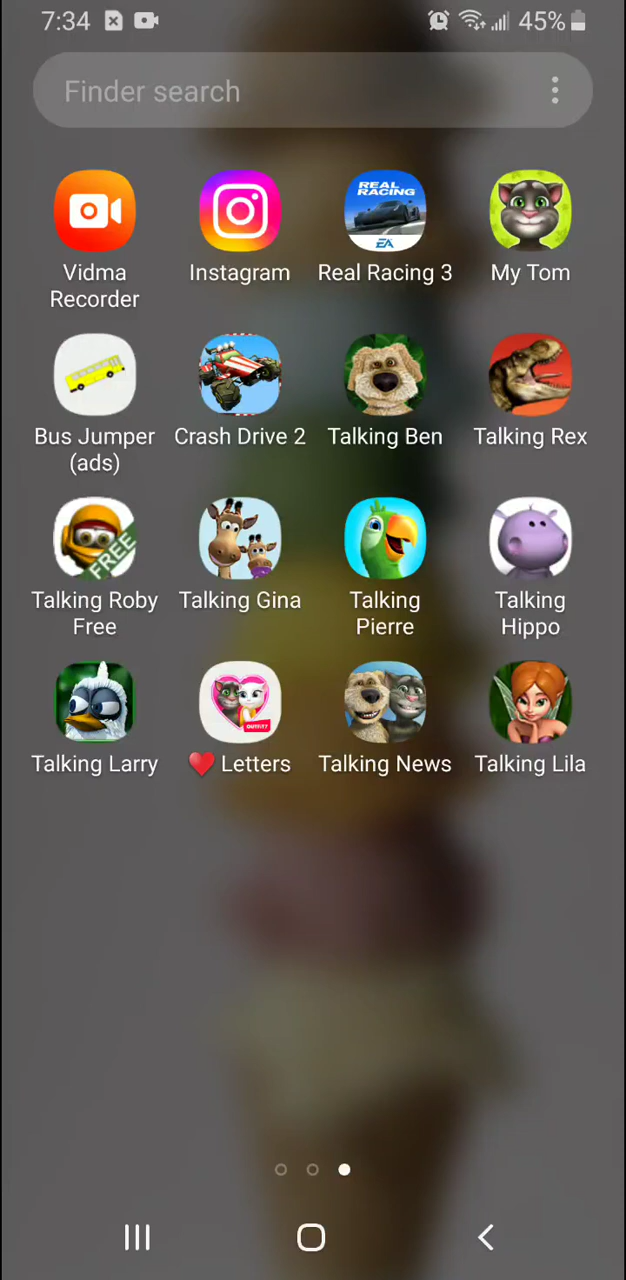 7:34
45%
Finder search
REAL
RACING
EA
Vidma
Recorder
Instagram
Real Racing 3
My Tom
Bus Jumper
(ads)
Crash Drive 2
Talking Ben
Talking Rex
FREE
OUTFIT7
Talking Roby
Free
Talking Gina
Talking
Pierre
Talking
Hippo
Talking Larry
❤️ Letters
Talking News
Talking Lila